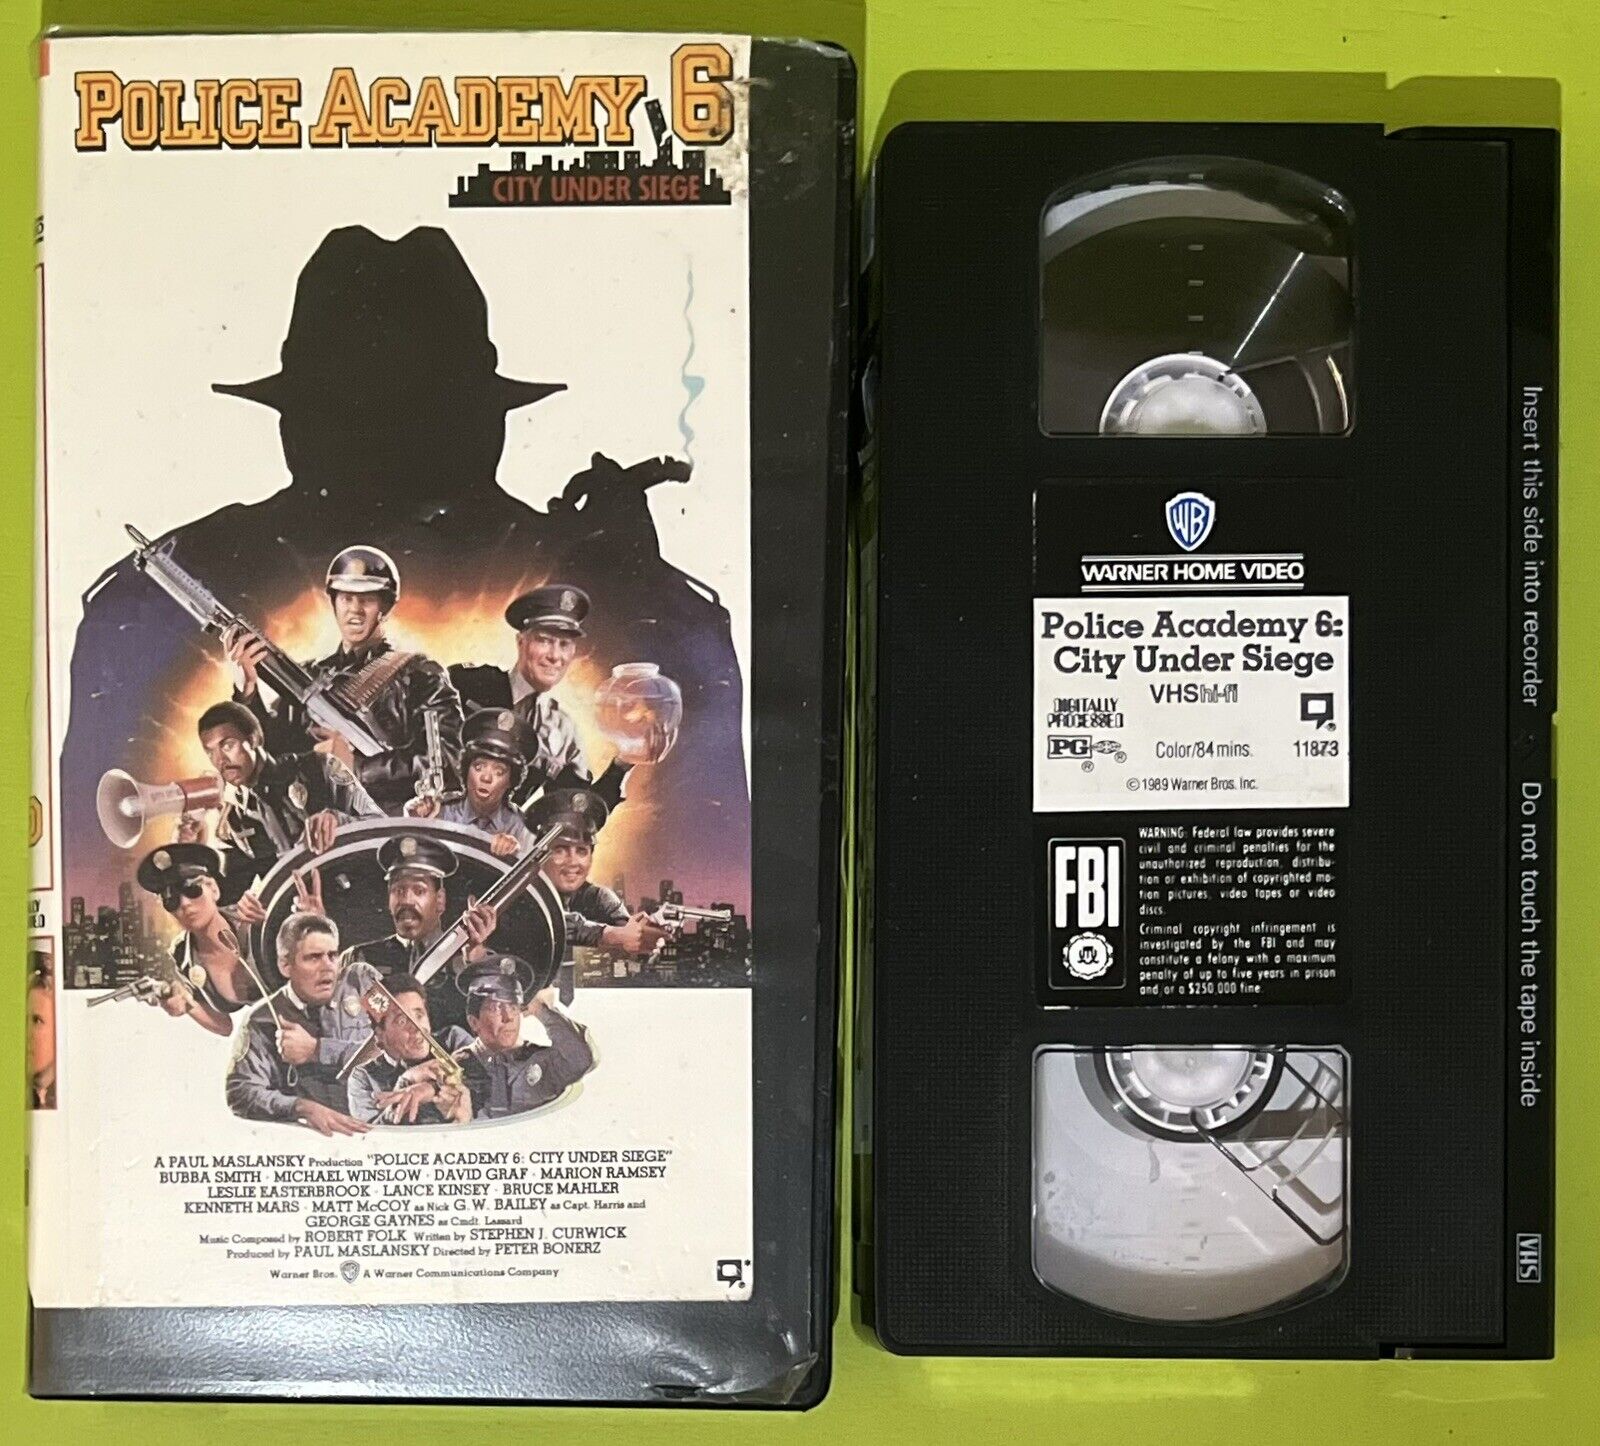 POLICE ACADEMY 6
CITY UNDER SIEGE
A PAUL MASLANSKY Production "POLICE ACADEMY 6: CITY UNDER SIEGE"
BUBBA SMITH · MICHAEL WINSLOW · DAVID GRAF · MARION RAMSEY
LESLIE EASTERBROOK · LANCE KINSEY · BRUCE MAHLER
KENNETH MARS · MATT McCOY as Nick G.W. BAILEY as Capt. Harris and
GEORGE GAYNES as Cmdt. Lassard
Music Composed by ROBERT FOLK Written by STEPHEN J. CURWICK
Produced by PAUL MASLANSKY Directed by PETER BONERZ
Warner Bros. WB A Warner Communications Company
WB
WARNER HOME VIDEO
Police Academy 6:
City Under Siege
VHS hi-fi
DIGITALLY
PROCESSED
PG ® ®
Color/84 mins. 11873
© 1989 Warner Bros. Inc.
FBI
WARNING: Federal law provides severe
civil and criminal penalties for the
unauthorized reproduction, distribu-
tion or exhibition of copyrighted mo-
tion pictures, video tapes or video
discs.
Criminal copyright infringement is
investigated by the FBI and may
constitute a felony with a maximum
penalty of up to five years in prison
and/or a $250,000 fine.
Insert this side into recorder
Do not touch the tape inside
VHS